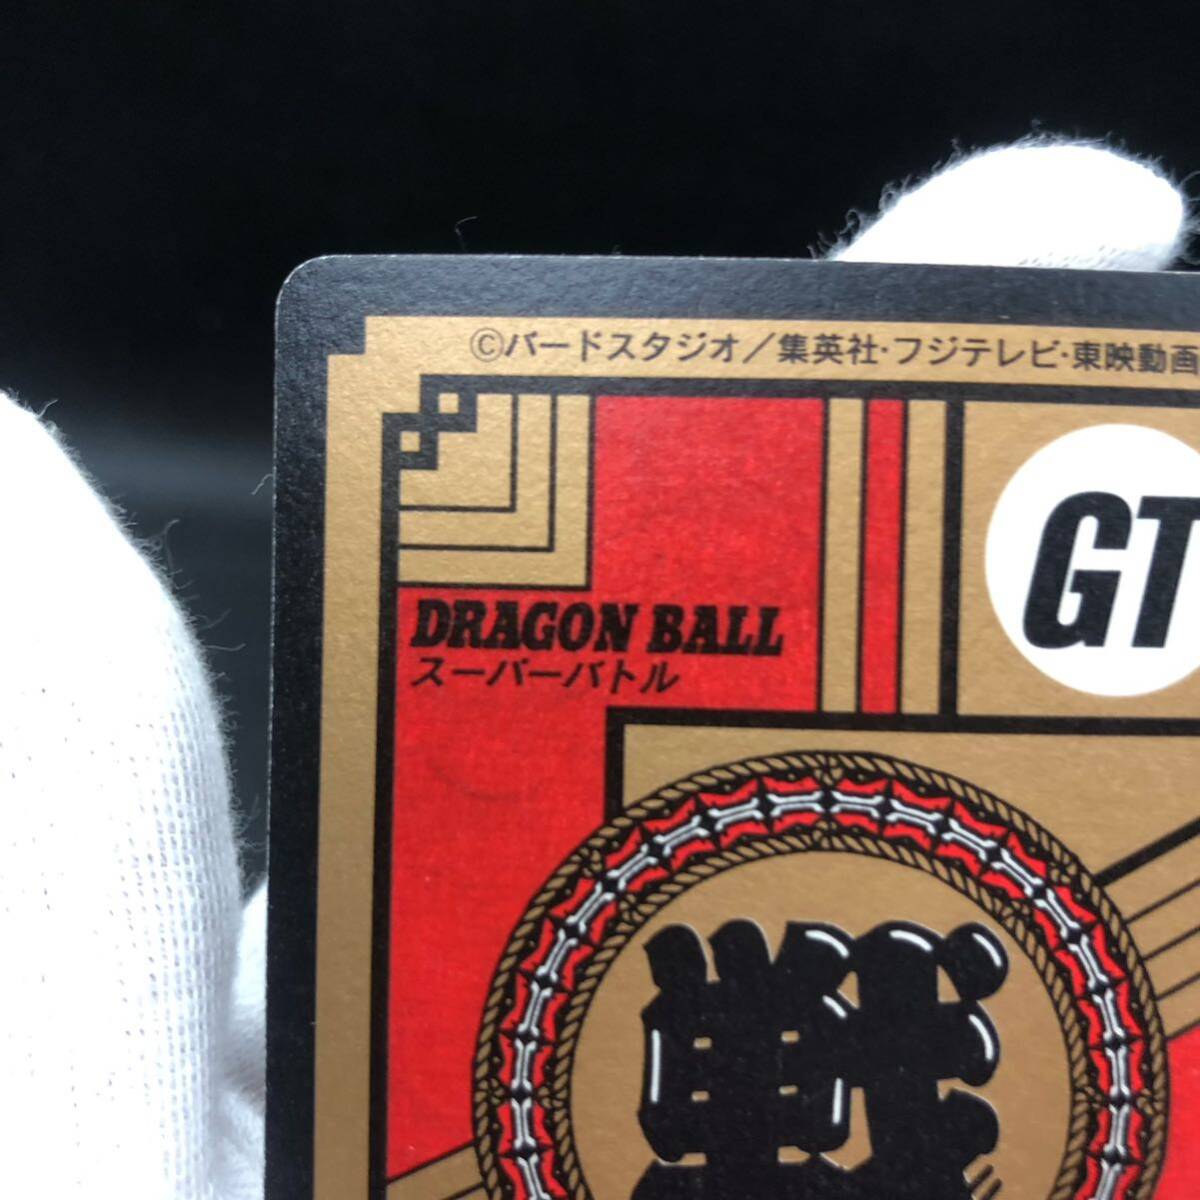 ©バードスタジオ／集英社・フジテレビ・東映動画
GT
DRAGON BALL
スーパーバトル
戦